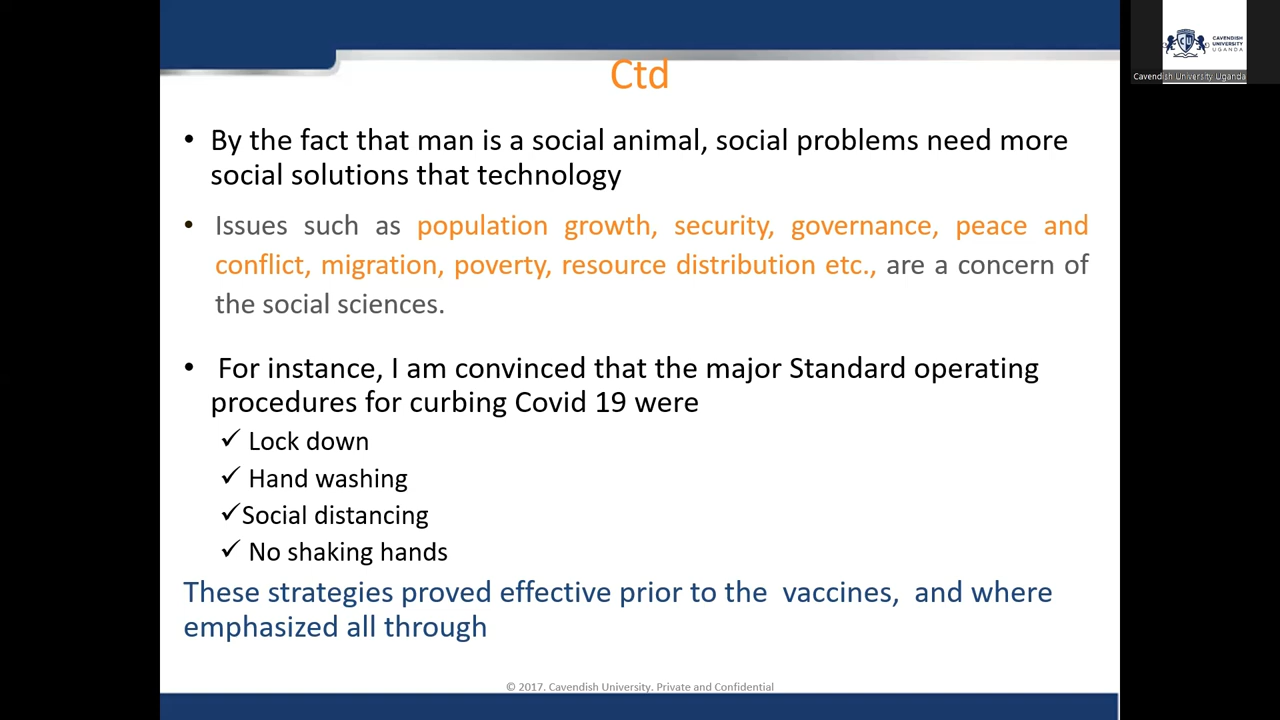 CAVENDISH
UNIVERSITY
UGANDA
Cavendish University Uganda
Ctd
• By the fact that man is a social animal, social problems need more
social solutions that technology
• Issues such as population growth, security, governance, peace and
conflict, migration, poverty, resource distribution etc., are a concern of
the social sciences.
• For instance, I am convinced that the major Standard operating
procedures for curbing Covid 19 were
✓ Lock down
✓ Hand washing
✓Social distancing
✓ No shaking hands
These strategies proved effective prior to the vaccines, and where
emphasized all through
© 2017. Cavendish University. Private and Confidential